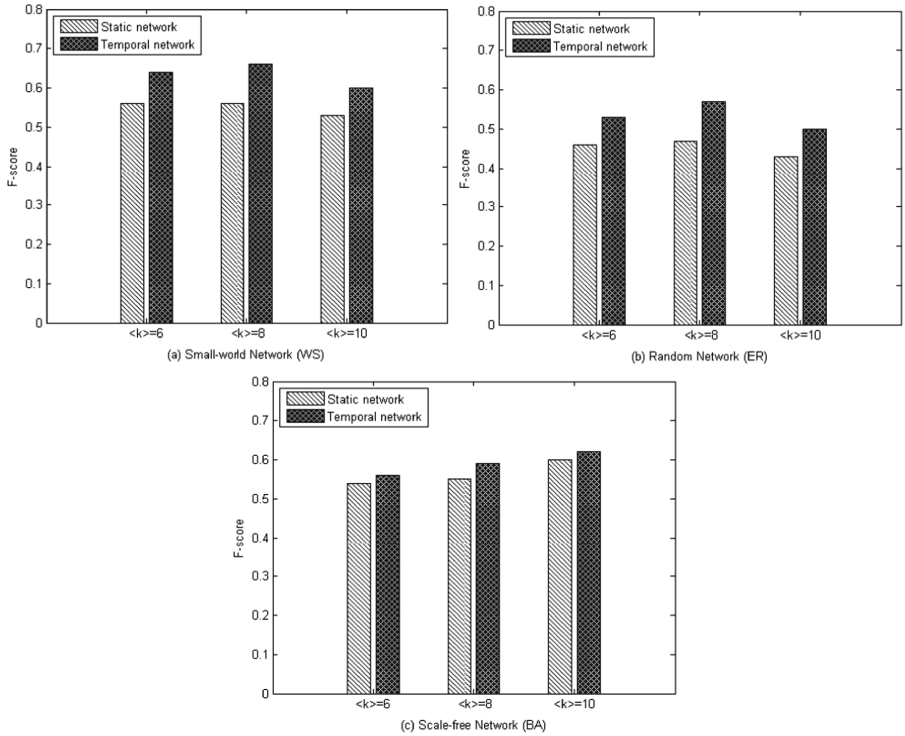 0.8
0.7
0.6
0.5
0.4
0.3
0.2
0.1
0
F-score
Static network
Temporal network
<k>=6 <k>=8 <k>=10
(a) Small-world Network (WS)
0.8
0.7
0.6
0.5
0.4
0.3
0.2
0.1
0
F-score
Static network
Temporal network
<k>=6 <k>=8 <k>=10
(b) Random Network (ER)
0.8
0.7
0.6
0.5
0.4
0.3
0.2
0.1
0
F-score
Static network
Temporal network
<k>=6 <k>=8 <k>=10
(c) Scale-free Network (BA)